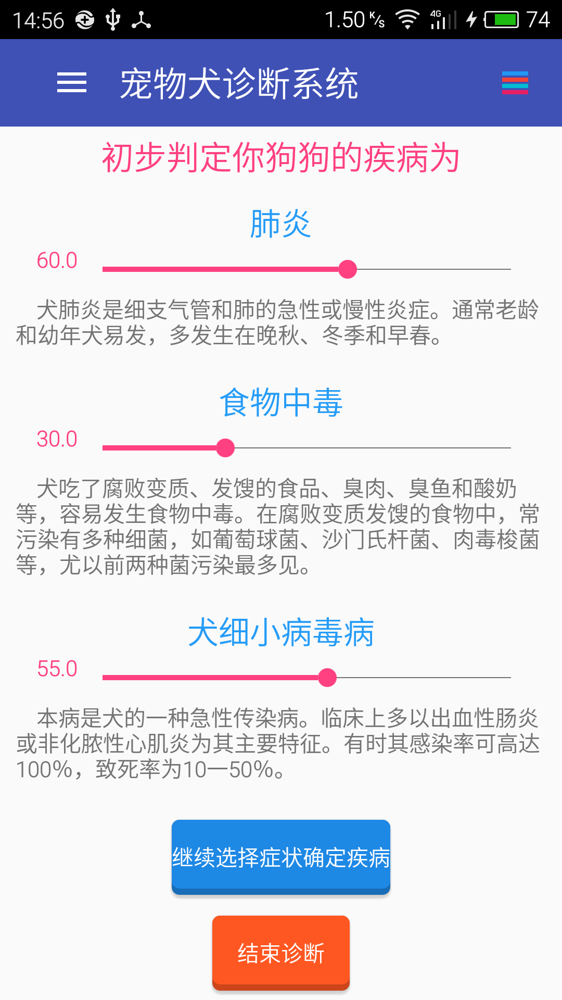 14:56 1.50 K/S 4G 74
宠物犬诊断系统
初步判定你狗狗的疾病为
肺炎
60.0
犬肺炎是细支气管和肺的急性或慢性炎症。通常老龄
和幼年犬易发，多发生在晚秋、冬季和早春。
食物中毒
30.0
犬吃了腐败变质、发馊的食品、臭肉、臭鱼和酸奶
等，容易发生食物中毒。在腐败变质发馊的食物中，常
污染有多种细菌，如葡萄球菌、沙门氏杆菌、肉毒梭菌
等，尤以前两种菌污染最多见。
犬细小病毒病
55.0
本病是犬的一种急性传染病。临床上多以出血性肠炎
或非化脓性心肌炎为其主要特征。有时其感染率可高达
100%，致死率为10一50%。
继续选择症状确定疾病
结束诊断